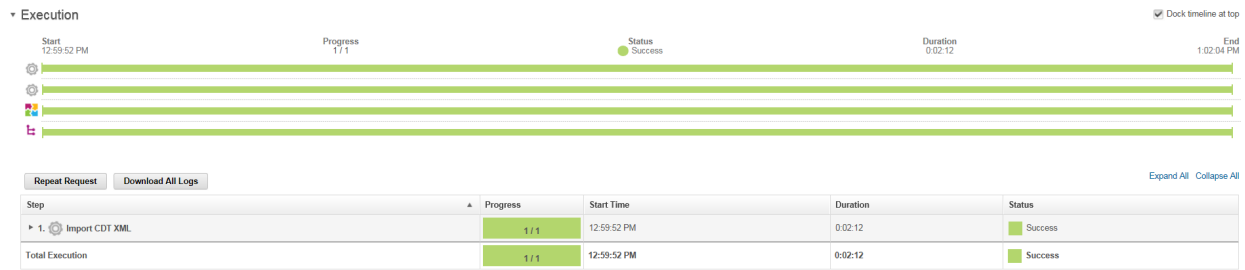 Execution
Dock timeline at top
Start Progress Status Duration End
12:59:52 PM 1 / 1 Success 0:02:12 1:02:04 PM
Repeat Request Download All Logs Expand All Collapse All
Step Progress Start Time Duration Status
1. Import CDT XML 1 / 1 12:59:52 PM 0:02:12 Success
Total Execution 1 / 1 12:59:52 PM 0:02:12 Success